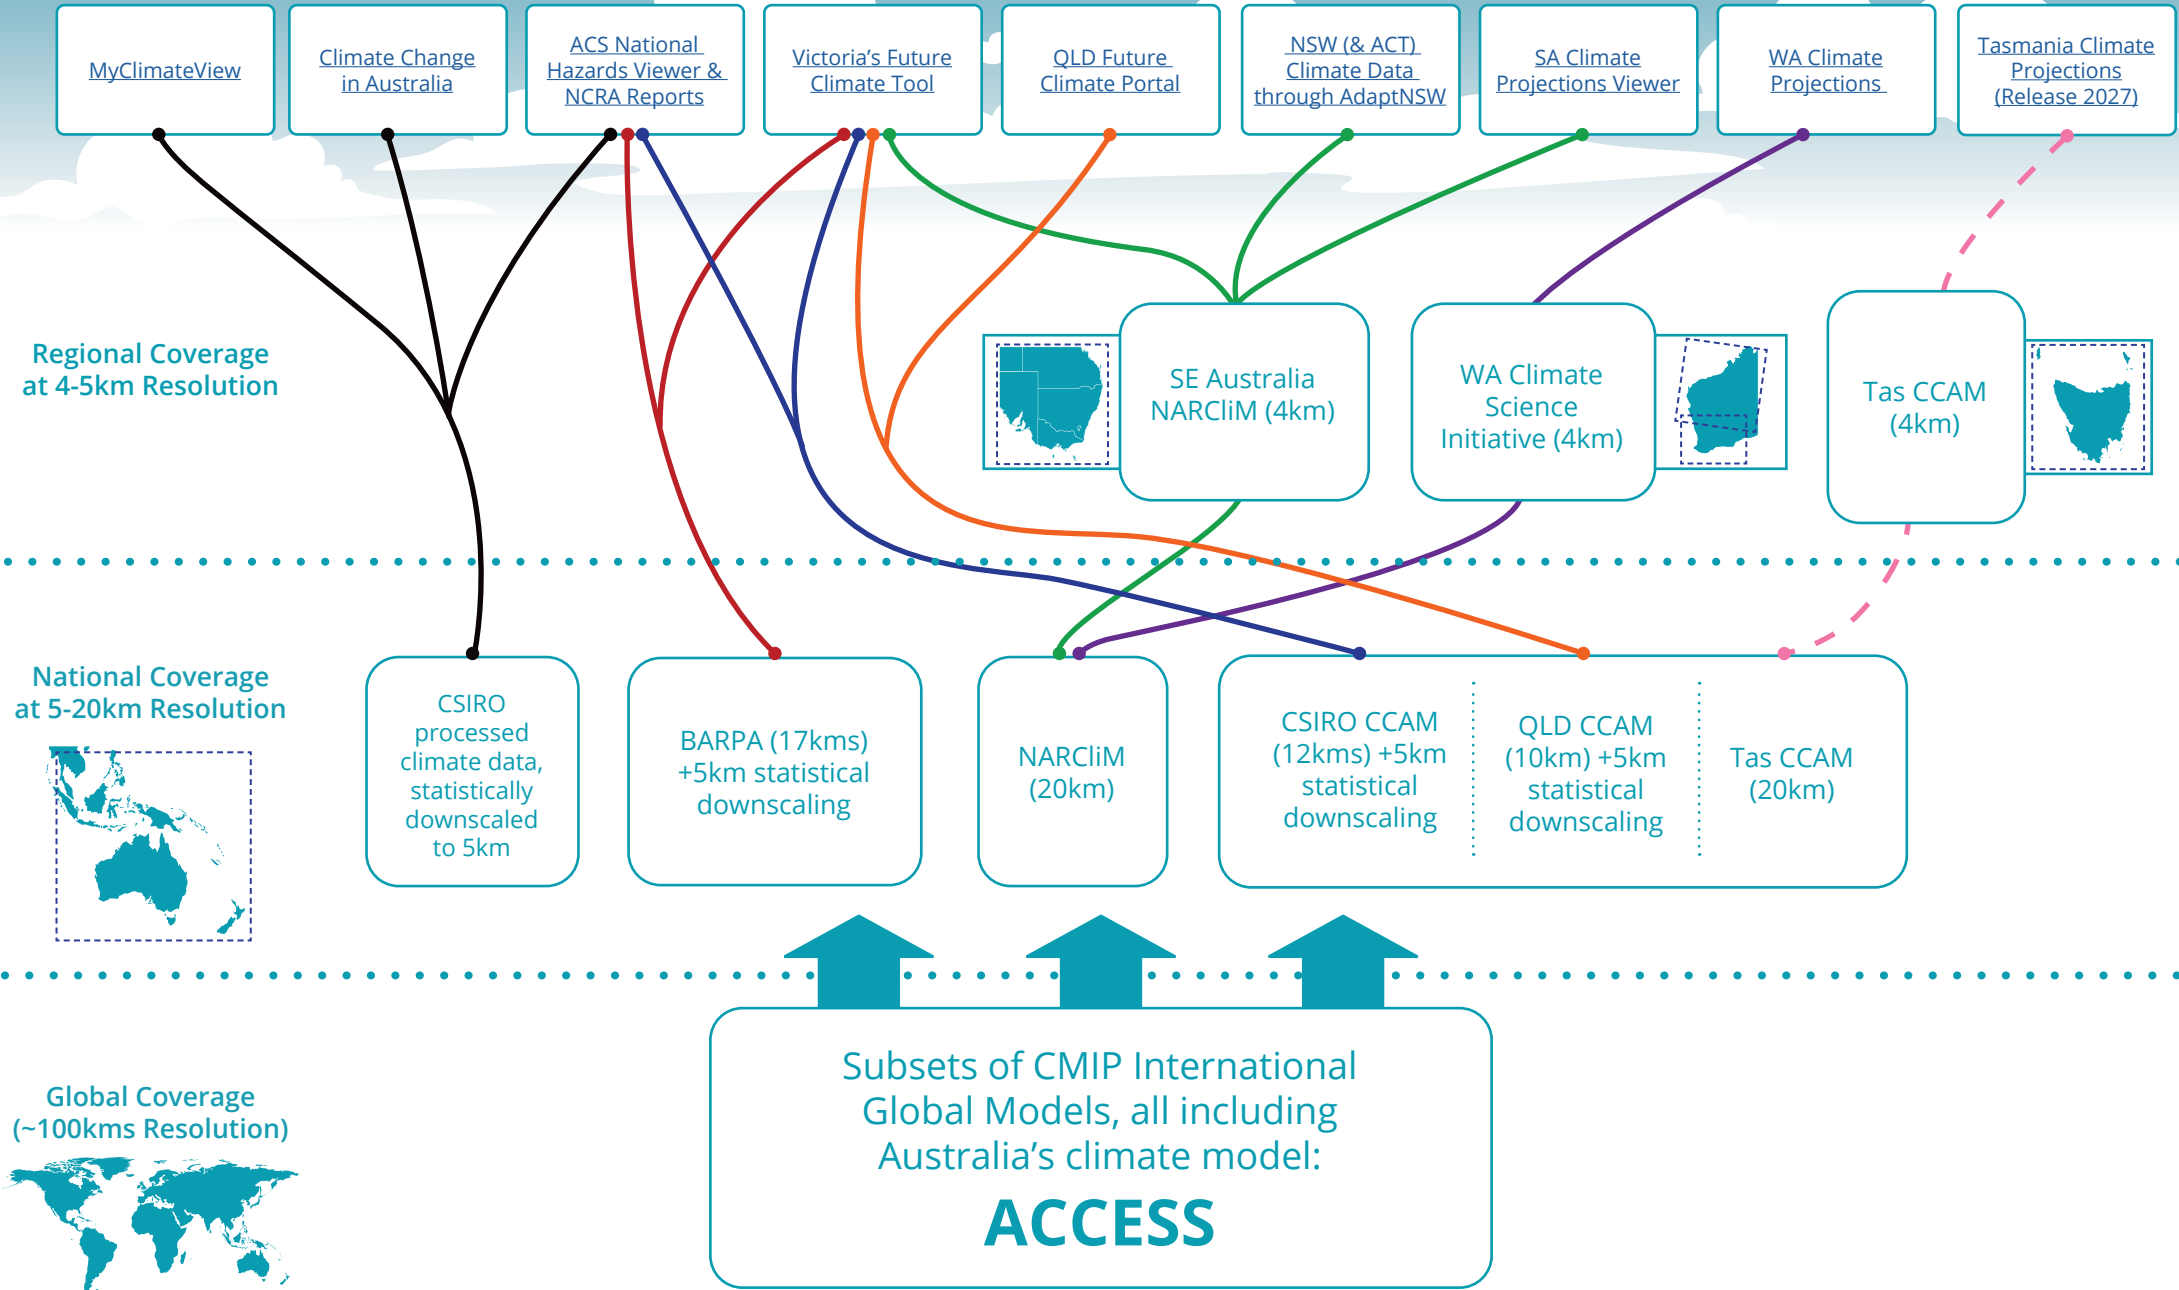 MyClimateView
Climate Change
in Australia
ACS National
Hazards Viewer &
NCRA Reports
Victoria’s Future
Climate Tool
QLD Future
Climate Portal
NSW (& ACT)
Climate Data
through AdaptNSW
SA Climate
Projections Viewer
WA Climate
Projections
Tasmania Climate
Projections
(Release 2027)
Regional Coverage
at 4-5km Resolution
SE Australia
NARCliM (4km)
WA Climate
Science
Initiative (4km)
Tas CCAM
(4km)
National Coverage
at 5-20km Resolution
CSIRO
processed
climate data,
statistically
downscaled
to 5km
BARPA (17kms)
+5km statistical
downscaling
NARCliM
(20km)
CSIRO CCAM
(12kms) +5km
statistical
downscaling
QLD CCAM
(10km) +5km
statistical
downscaling
Tas CCAM
(20km)
Global Coverage
(~100kms Resolution)
Subsets of CMIP International
Global Models, all including
Australia’s climate model:
ACCESS